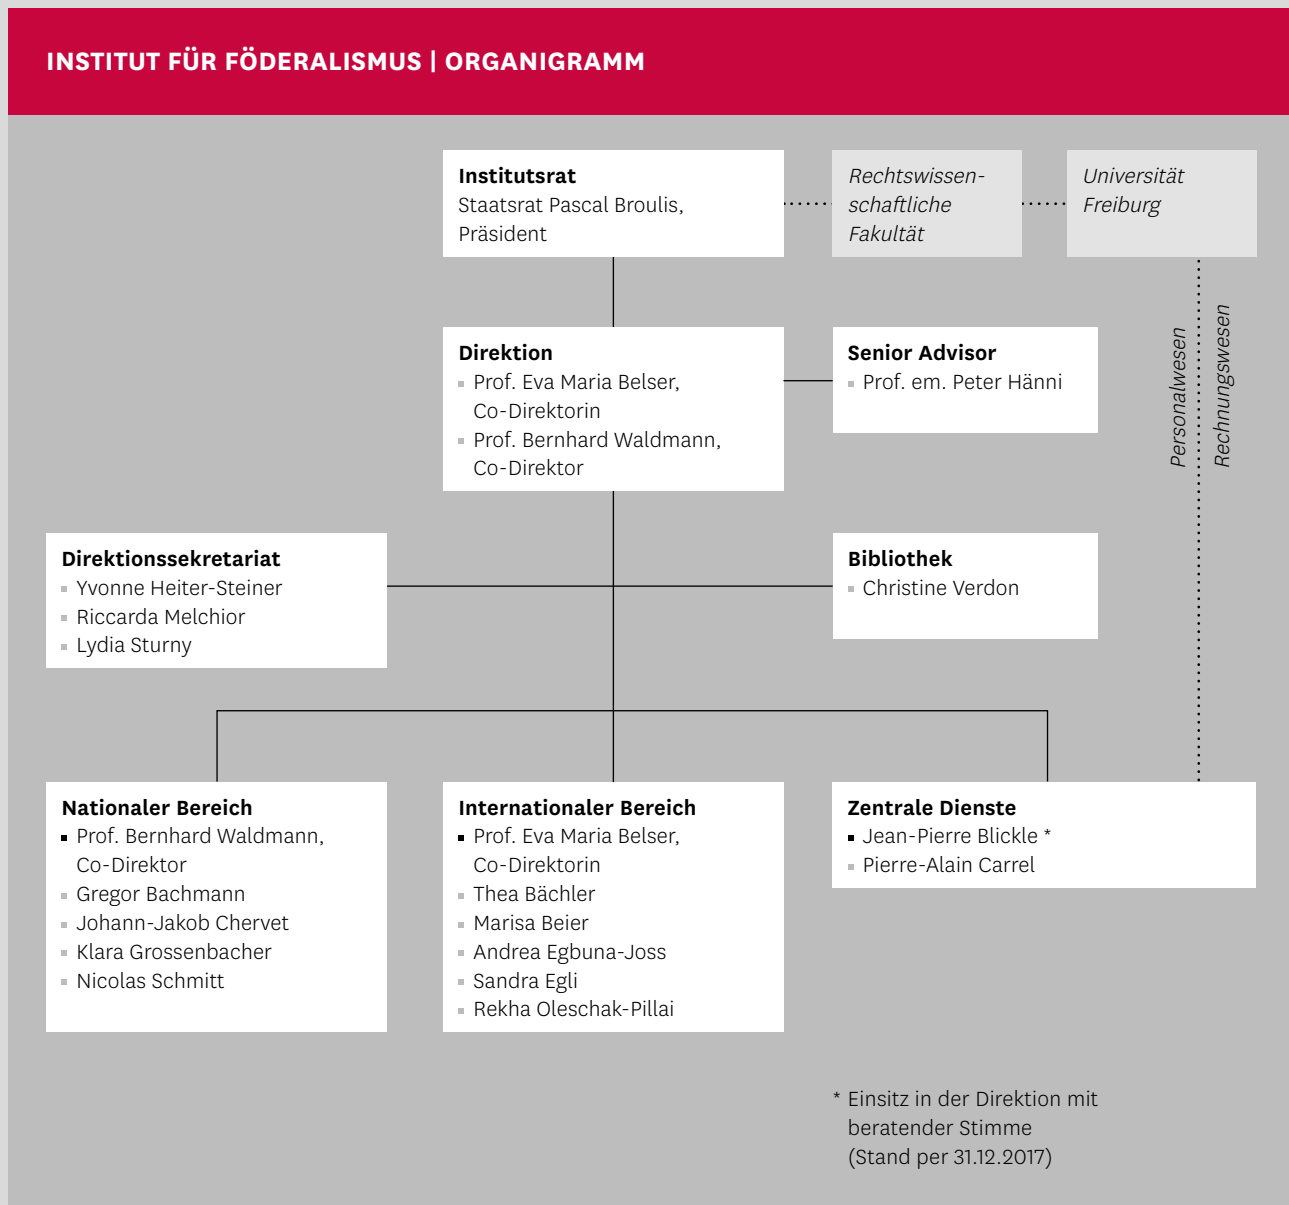 INSTITUT FÜR FÖDERALISMUS | ORGANIGRAMM
Institutsrat
Staatsrat Pascal Broulis,
Präsident
Rechtswissen-
schaftliche
Fakultät
Universität
Freiburg
Direktion
Prof. Eva Maria Belser,
Co-Direktorin
Prof. Bernhard Waldmann,
Co-Direktor
Senior Advisor
Prof. em. Peter Hänni
Personalwesen
Rechnungswesen
Direktionssekretariat
Yvonne Heiter-Steiner
Riccarda Melchior
Lydia Sturny
Bibliothek
Christine Verdon
Nationaler Bereich
Prof. Bernhard Waldmann,
Co-Direktor
Gregor Bachmann
Johann-Jakob Chervet
Klara Grossenbacher
Nicolas Schmitt
Internationaler Bereich
Prof. Eva Maria Belser,
Co-Direktorin
Thea Bächler
Marisa Beier
Andrea Egbuna-Joss
Sandra Egli
Rekha Oleschak-Pillai
Zentrale Dienste
Jean-Pierre Blickle *
Pierre-Alain Carrel
* Einsitz in der Direktion mit
beratender Stimme
(Stand per 31.12.2017)